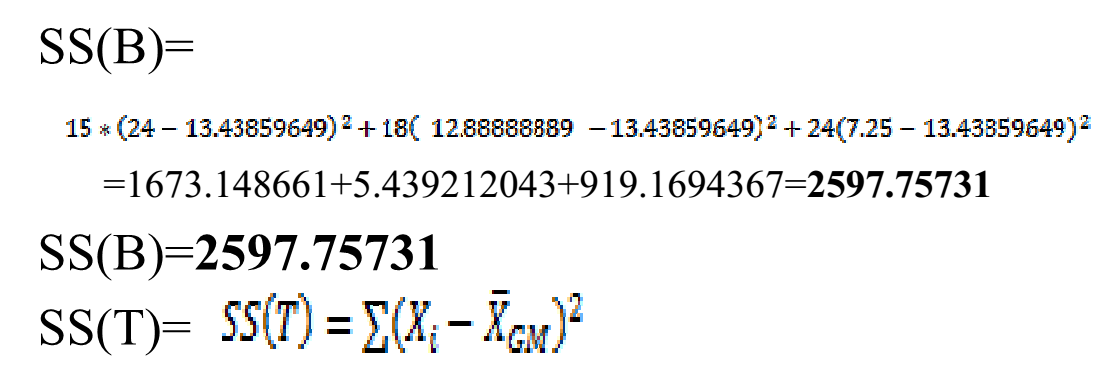 SS(B)=
15 * (24 − 13.43859649)² + 18( 12.88888889 − 13.43859649)² + 24(7.25 − 13.43859649)²
=1673.148661+5.439212043+919.1694367=2597.75731
SS(B)=2597.75731
SS(T)= SS(T) = ∑(Xᵢ − X̄_GM)²